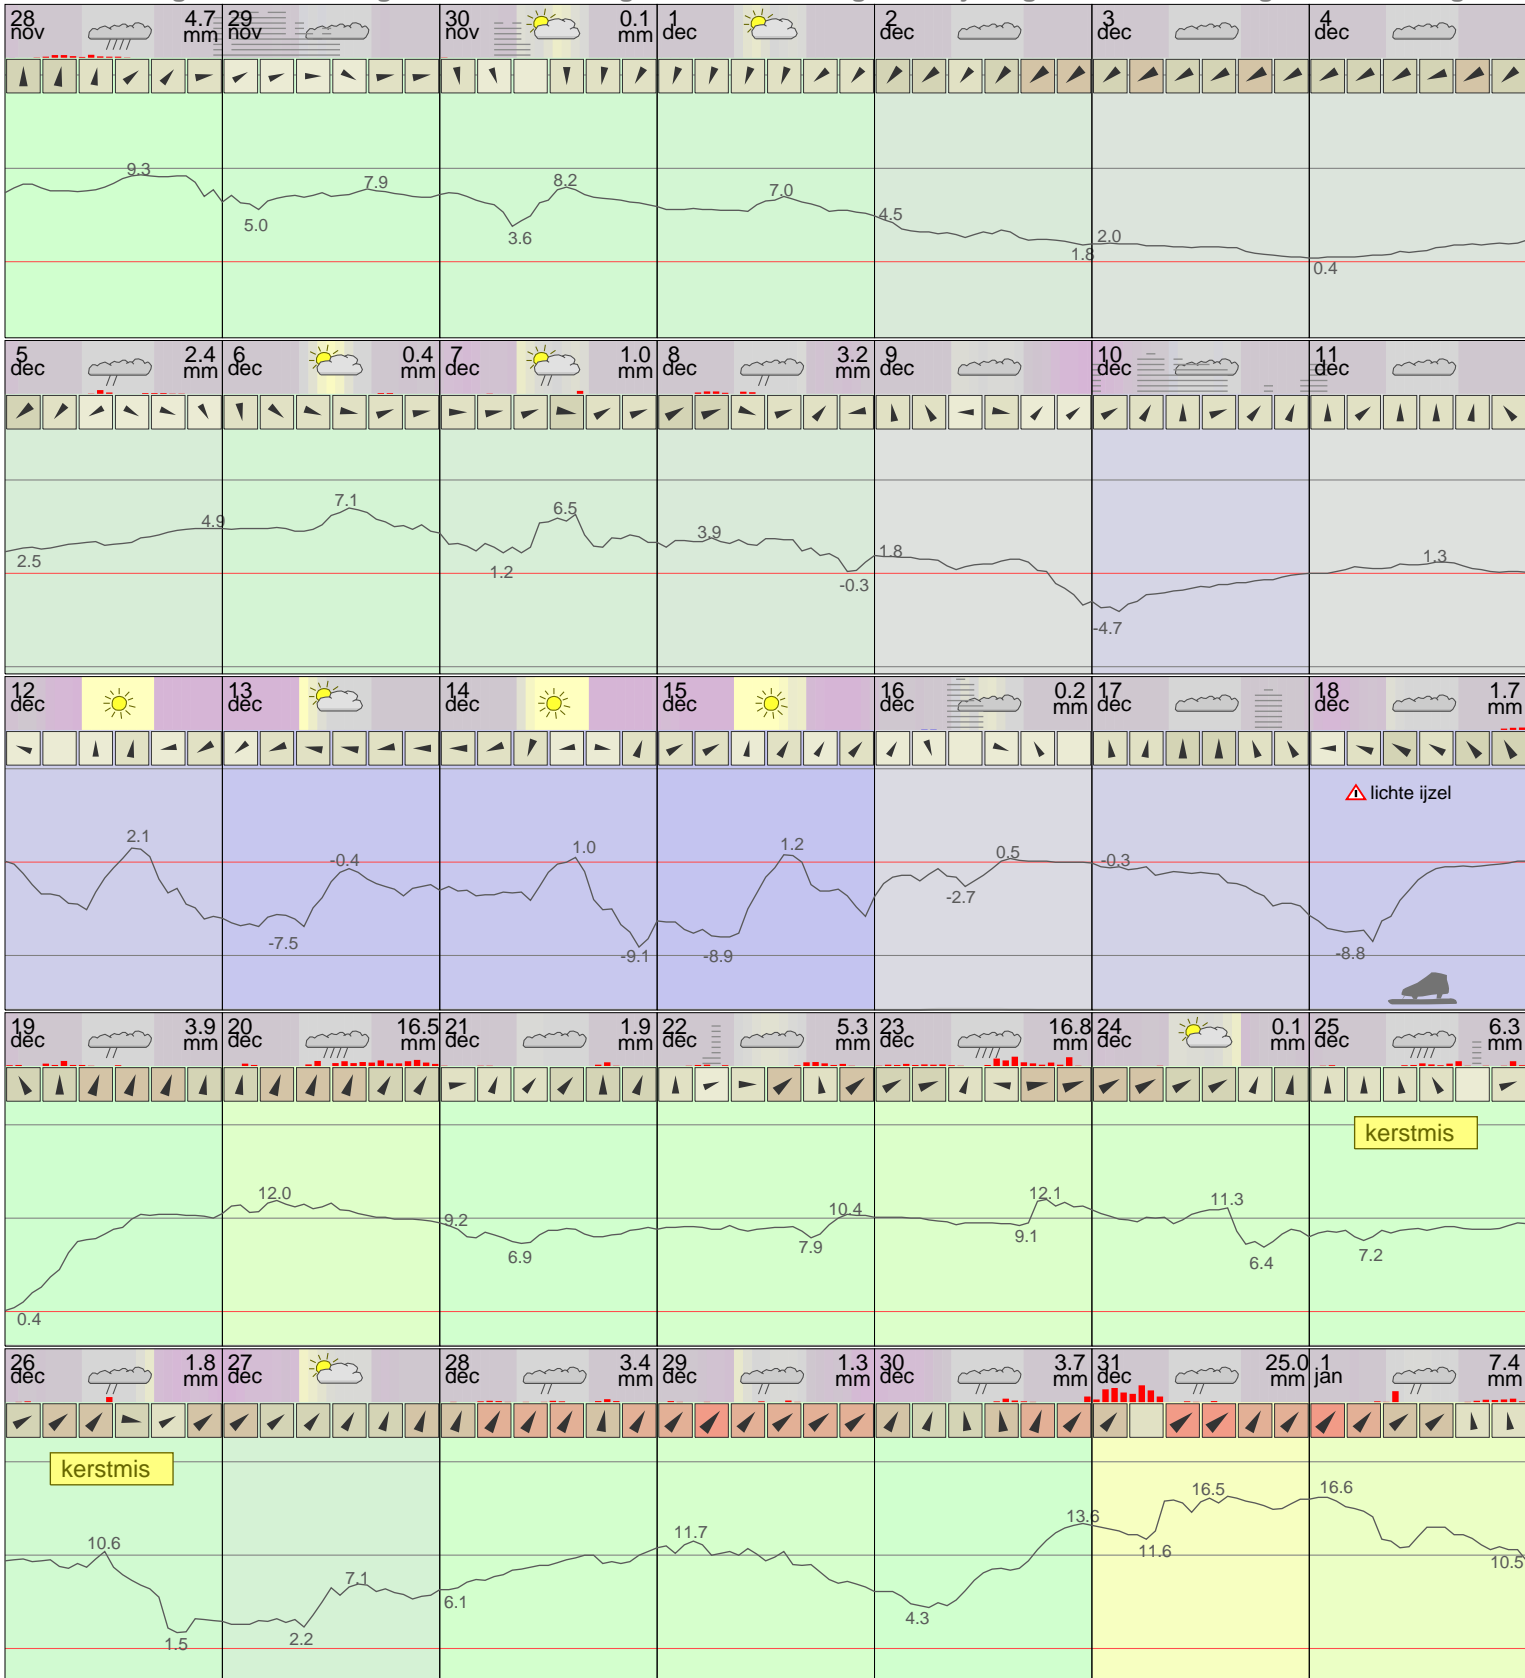 28 nov 4.7 mm
29 nov
30 nov 0.1 mm
1 dec
2 dec
3 dec
4 dec
9.3
5.0
7.9
3.6
8.2
7.0
4.5
1.8
2.0
0.4
5 dec 2.4 mm
6 dec 0.4 mm
7 dec 1.0 mm
8 dec 3.2 mm
9 dec
10 dec
11 dec
2.5
4.9
7.1
1.2
6.5
3.9
-0.3
1.8
-4.7
1.3
12 dec
13 dec
14 dec
15 dec
16 dec 0.2 mm
17 dec
18 dec 1.7 mm
lichte ijzel
2.1
-7.5
-0.4
1.0
-9.1
-8.9
1.2
-2.7
0.5
-0.3
-8.8
19 dec 3.9 mm
20 dec 16.5 mm
21 dec 1.9 mm
22 dec 5.3 mm
23 dec 16.8 mm
24 dec 0.1 mm
25 dec 6.3 mm
kerstmis
0.4
12.0
9.2
6.9
7.9
10.4
9.1
12.1
11.3
6.4
7.2
26 dec 1.8 mm
27 dec
28 dec 3.4 mm
29 dec 1.3 mm
30 dec 3.7 mm
31 dec 25.0 mm
1 jan 7.4 mm
kerstmis
10.6
1.5
2.2
7.1
6.1
11.7
4.3
13.6
11.6
16.5
16.6
10.5